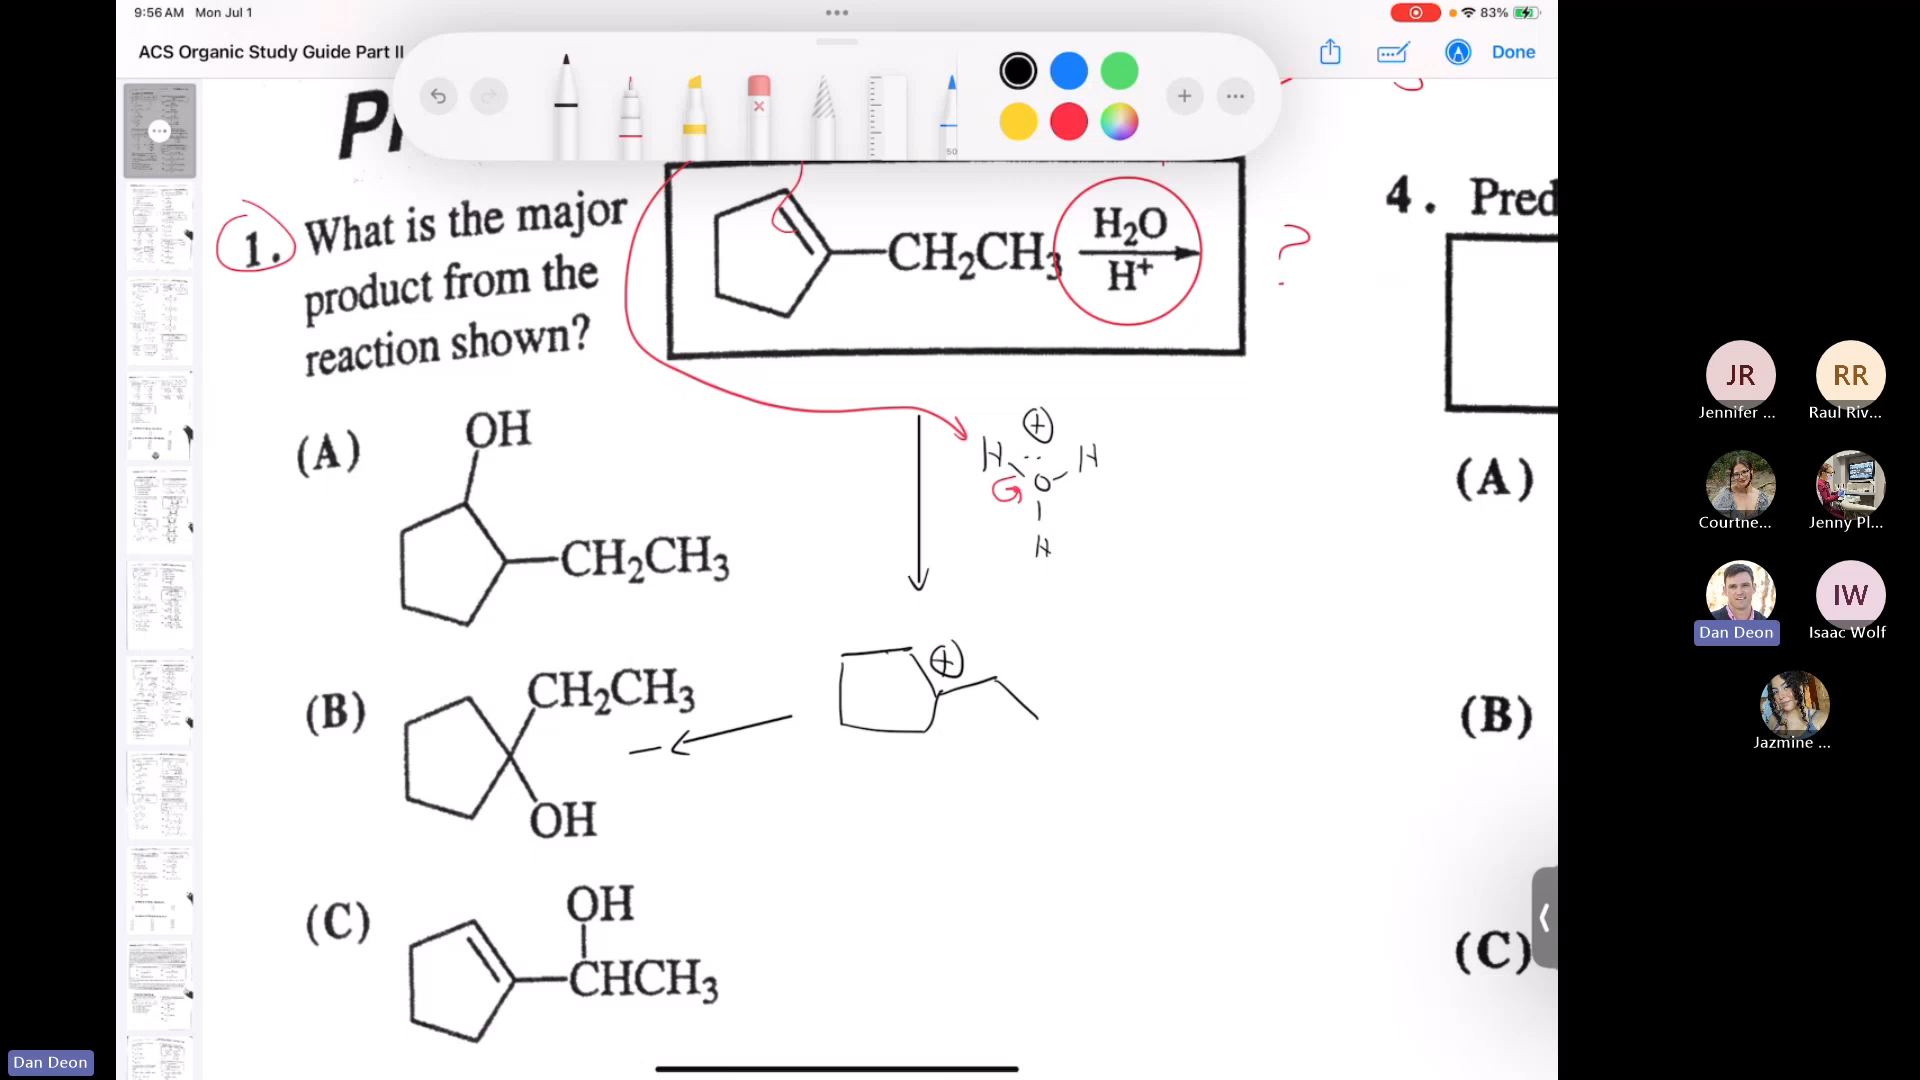 9:56 AM Mon Jul 1
83%
ACS Organic Study Guide Part II
Done
50
1. What is the major
product from the
reaction shown?
CH₂CH₃
H₂O
H⁺
?
4. Pred
(A)
OH
CH₂CH₃
⊕
H
H
O
H
(A)
(B)
CH₂CH₃
OH
⊕
(B)
(C)
OH
CHCH₃
(C)
JR
Jennifer ...
RR
Raul Riv...
Courtne...
Jenny Pl...
Dan Deon
IW
Isaac Wolf
Jazmine ...
Dan Deon